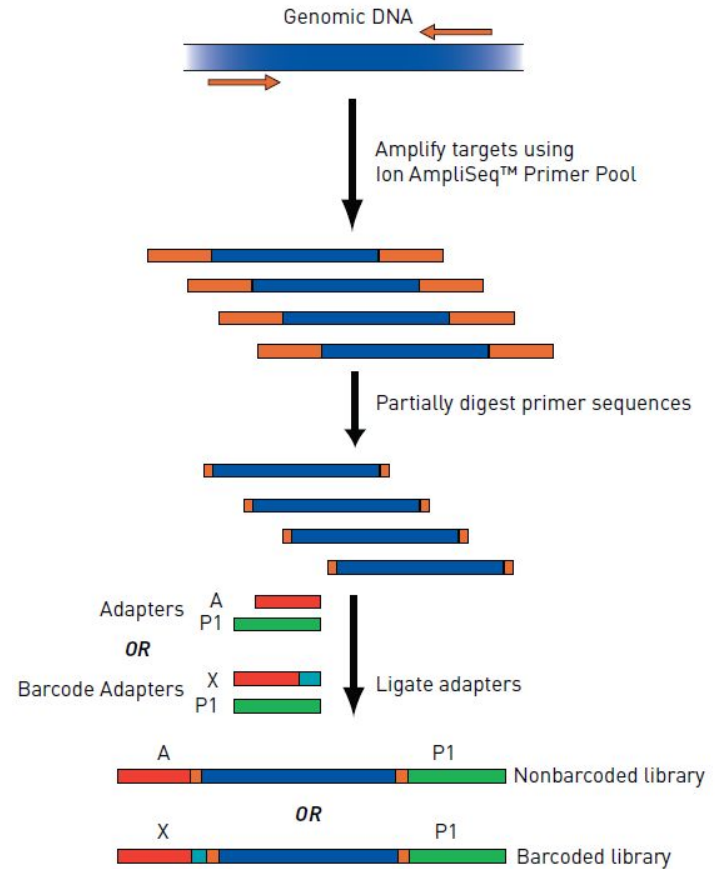 Genomic DNA
Amplify targets using
Ion AmpliSeq™ Primer Pool
Partially digest primer sequences
Adapters
A
P1
OR
Barcode Adapters
X
P1
Ligate adapters
A
P1
Nonbarcoded library
OR
X
P1
Barcoded library